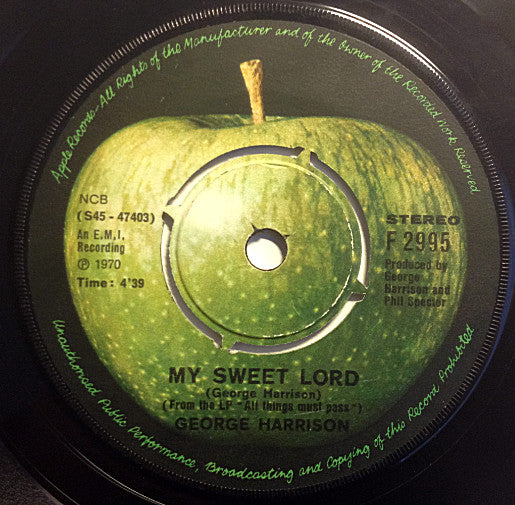 Apple Records-All Rights of the Manufacturer and of the Owner of the Recorded Work Reserved
NCB
(S45 - 47403)
An E.M.I.
Recording
Ⓟ 1970
Time: 4'39
STEREO
F 2995
Produced by
George
Harrison and
Phil Spector
MY SWEET LORD
(George Harrison)
(From the LP "All things must pass")
GEORGE HARRISON
Unauthorised Public Performance, Broadcasting and Copying of this Record Prohibited